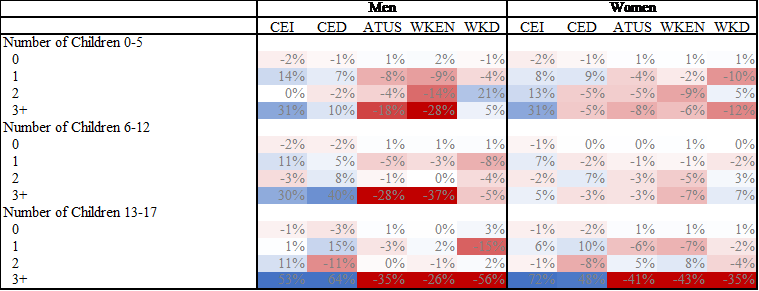 Men Women
CEI CED ATUS WKEN WKD CEI CED ATUS WKEN WKD
Number of Children 0-5
0 -2% -1% 1% 2% -1% -2% -1% 1% 1% 1%
1 14% 7% -8% -9% -4% 8% 9% -4% -2% -10%
2 0% -2% -4% -14% 21% 13% -5% -5% -9% 5%
3+ 31% 10% -18% -28% 5% 31% -5% -8% -6% -12%
Number of Children 6-12
0 -2% -2% 1% 1% 1% -1% 0% 0% 1% 0%
1 11% 5% -5% -3% -8% 7% -2% -1% -1% -2%
2 -3% 8% -1% 0% -4% -2% 7% -3% -5% 3%
3+ 30% 40% -28% -37% -5% 5% -3% -3% -7% 7%
Number of Children 13-17
0 -1% -3% 1% 0% 3% -1% -2% 1% 1% 1%
1 1% 15% -3% 2% -15% 6% 10% -6% -7% -2%
2 11% -11% 0% -1% 2% -1% -8% 5% 8% -4%
3+ 53% 64% -35% -26% -56% 72% 48% -41% -43% -35%